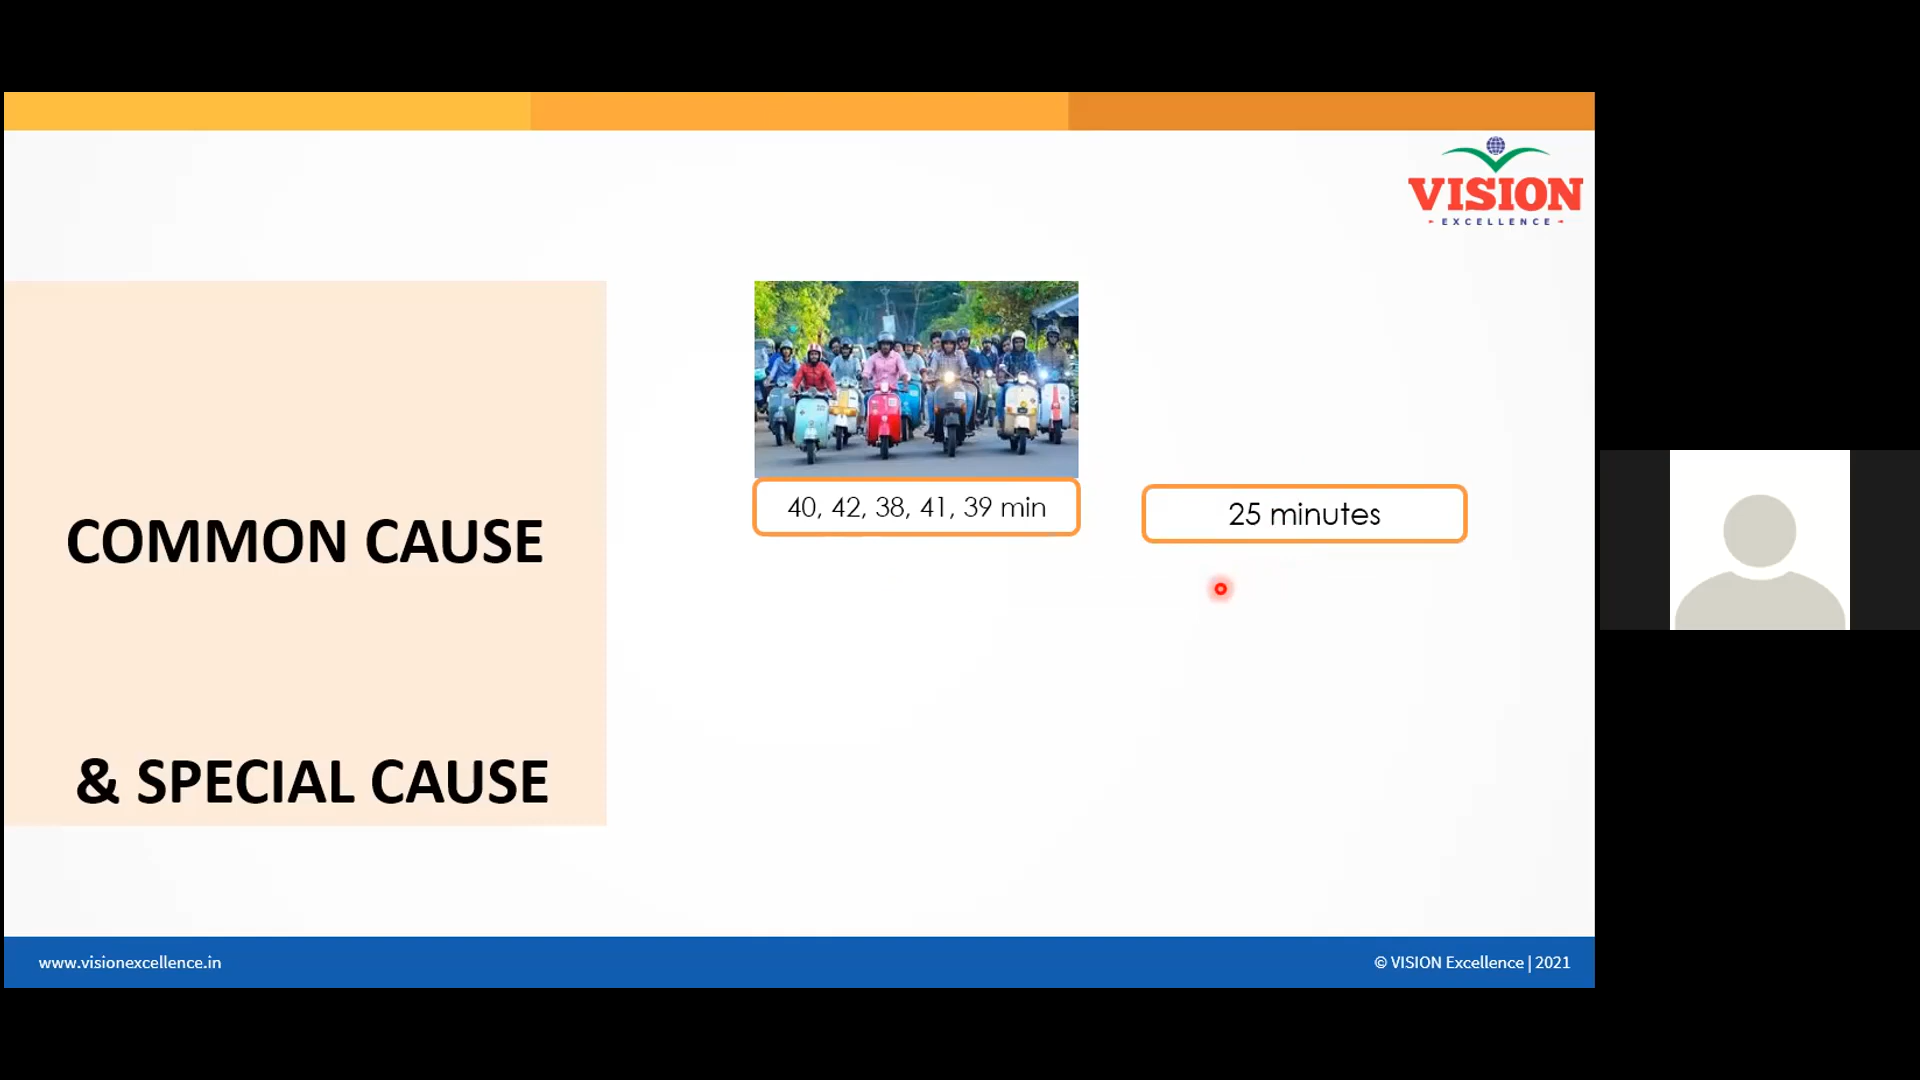 VISION
EXCELLENCE
40, 42, 38, 41, 39 min
25 minutes
COMMON CAUSE
& SPECIAL CAUSE
www.visionexcellence.in
© VISION Excellence | 2021